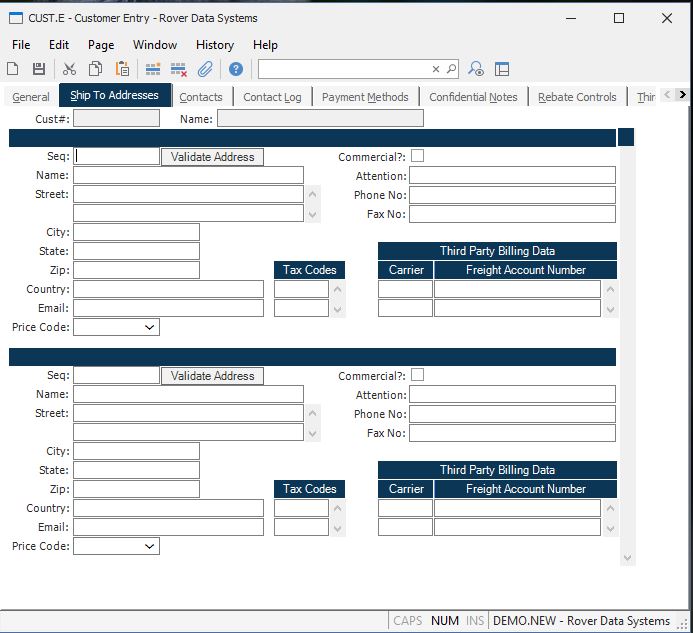 CUST.E - Customer Entry - Rover Data Systems
File Edit Page Window History Help
General Ship To Addresses Contacts Contact Log Payment Methods Confidential Notes Rebate Controls Thir
Cust#: Name:
Seq: Validate Address Commercial?:
Name: Attention:
Street: Phone No:
Fax No:
City:
State: Third Party Billing Data
Zip: Tax Codes Carrier Freight Account Number
Country:
Email:
Price Code:
Seq: Validate Address Commercial?:
Name: Attention:
Street: Phone No:
Fax No:
City:
State: Third Party Billing Data
Zip: Tax Codes Carrier Freight Account Number
Country:
Email:
Price Code:
CAPS NUM INS DEMO.NEW - Rover Data Systems